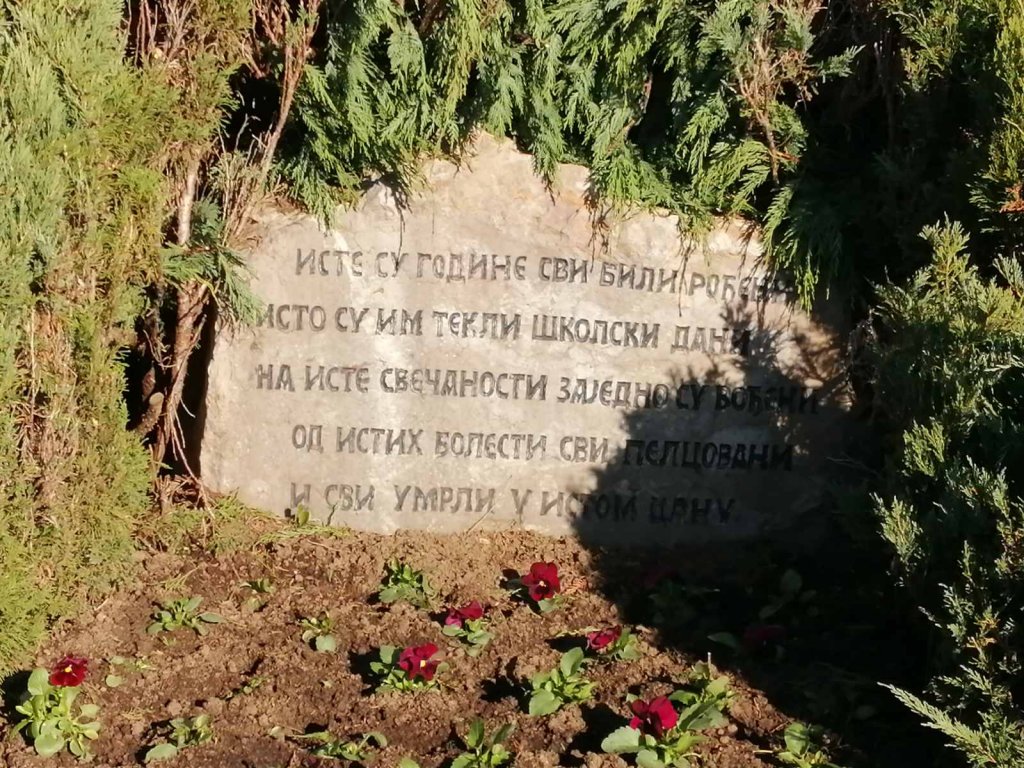 ИСТЕ СУ ГОДИНЕ СВИ БИЛИ РОЂЕНИ
ИСТО СУ ИМ ТЕКЛИ ШКОЛСКИ ДАНИ
НА ИСТЕ СВЕЧАНОСТИ ЗАЈЕДНО СУ ВОЂЕНИ
ОД ИСТИХ БОЛЕСТИ СВИ ПЕЛЦОВАНИ
И СВИ УМРЛИ У ИСТОМ ДАНУ.